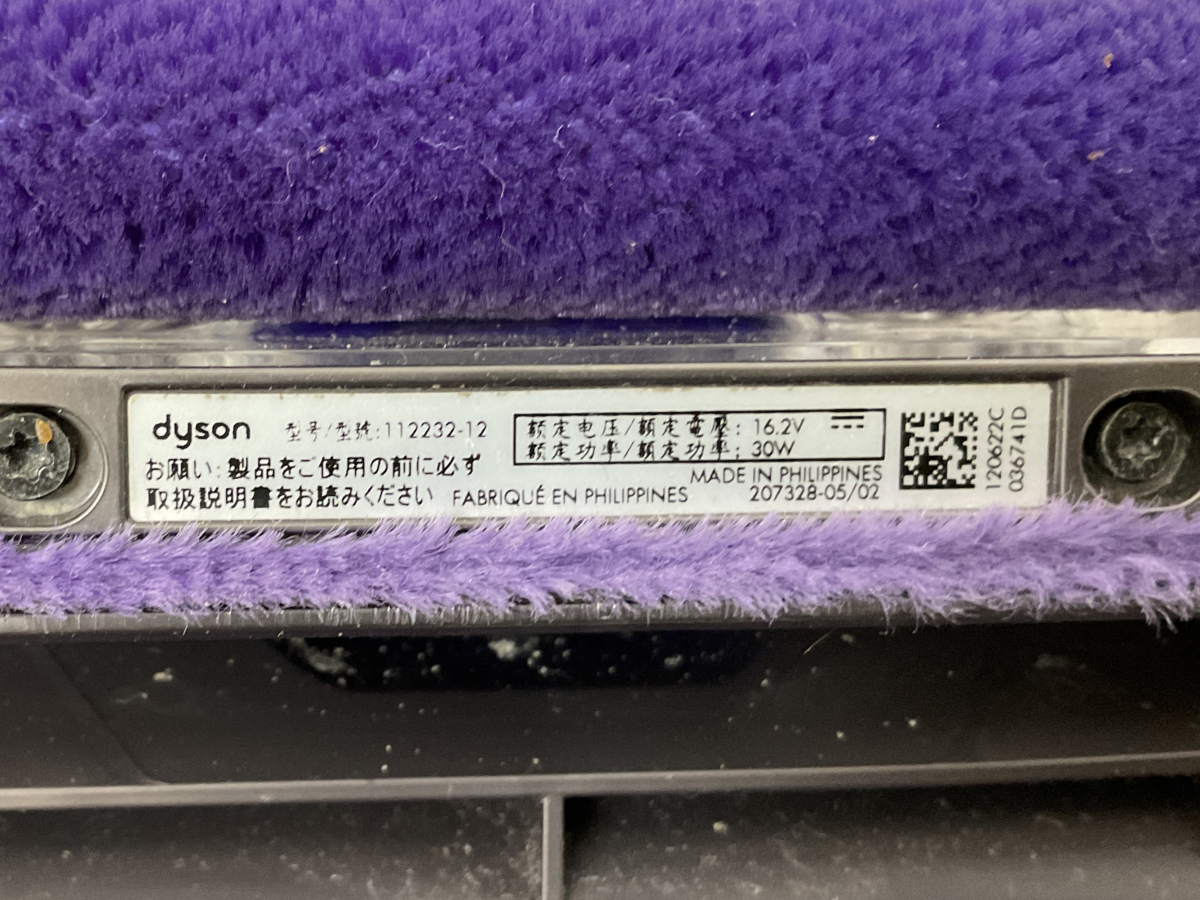 dyson 型号/型號:112232-12
お願い:製品をご使用の前に必ず
取扱説明書をお読みください FABRIQUÉ EN PHILIPPINES
额定电压/額定電壓: 16.2V
额定功率/額定功率: 30W
MADE IN PHILIPPINES
207328-05/02
120622C
036741D